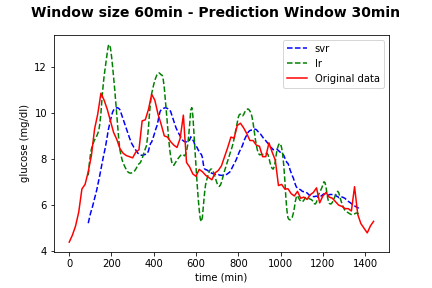 Window size 60min - Prediction Window 30min
svr
lr
Original data
glucose (mg/dl)
12
10
8
6
4
0 200 400 600 800 1000 1200 1400
time (min)